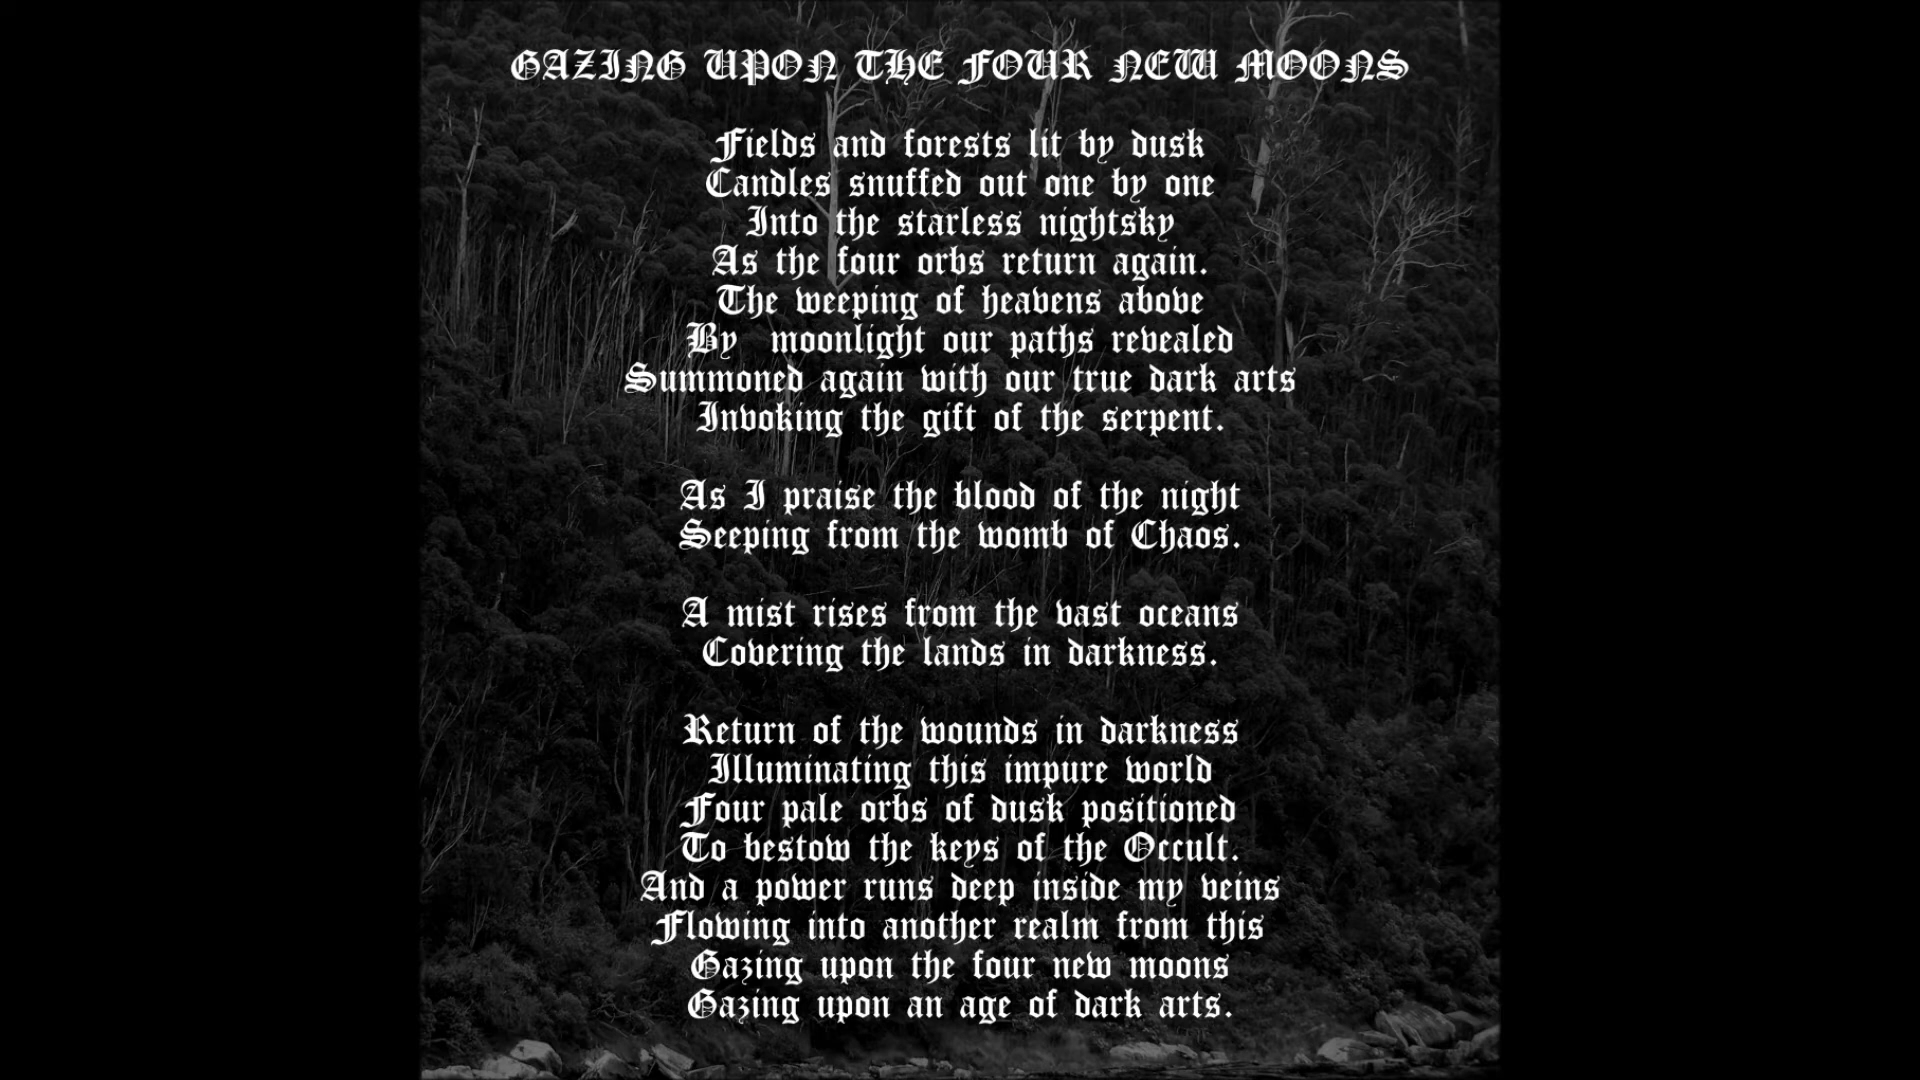 GAZING UPON THE FOUR NEW MOONS
Fields and forests lit by dusk
Candles snuffed out one by one
Into the starless nightsky
As the four orbs return again.
The weeping of heavens above
By moonlight our paths revealed
Summoned again with our true dark arts
Invoking the gift of the serpent.
As I praise the blood of the night
Seeping from the womb of Chaos.
A mist rises from the vast oceans
Covering the lands in darkness.
Return of the wounds in darkness
Illuminating this impure world
Four pale orbs of dusk positioned
To bestow the keys of the Occult.
And a power runs deep inside my veins
Flowing into another realm from this
Gazing upon the four new moons
Gazing upon an age of dark arts.